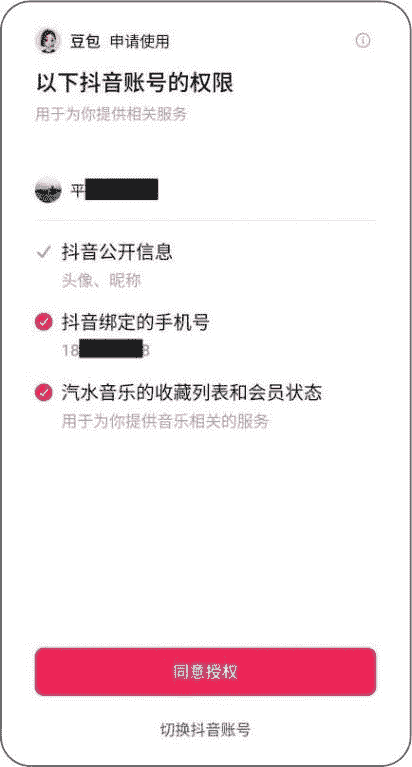 豆包 申请使用
以下抖音账号的权限
用于为你提供相关服务
平
抖音公开信息
头像、昵称
抖音绑定的手机号
18 8
汽水音乐的收藏列表和会员状态
用于为你提供音乐相关的服务
同意授权
切换抖音账号